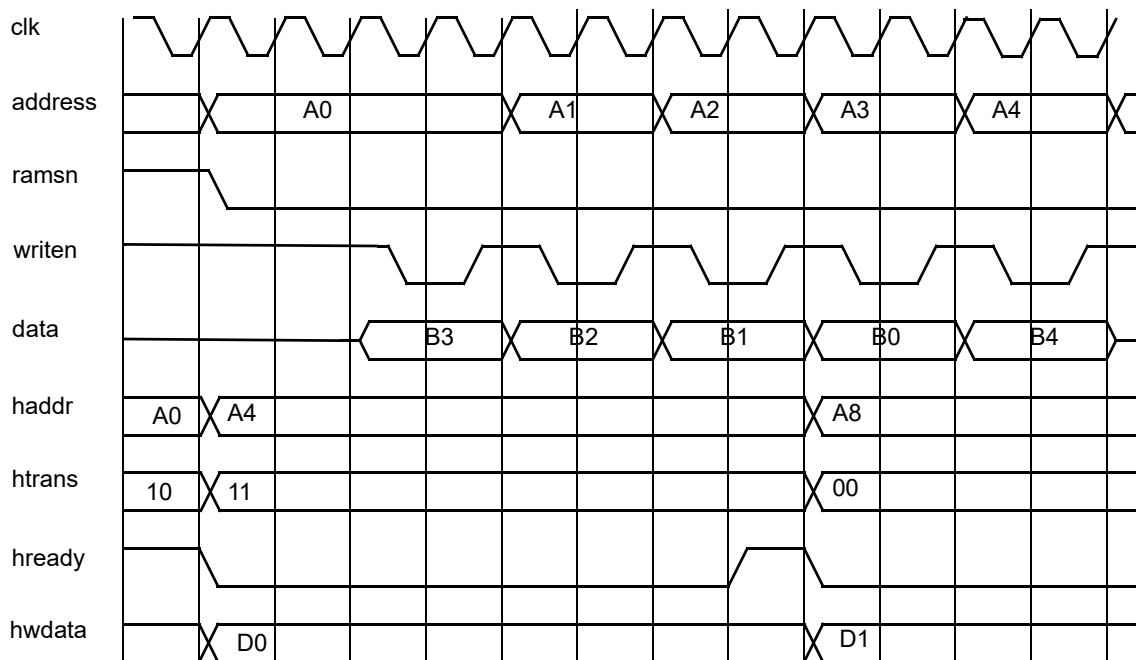 clk
address A0 A1 A2 A3 A4
ramsn
writen
data B3 B2 B1 B0 B4
haddr A0 A4 A8
htrans 10 11 00
hready
hwdata D0 D1